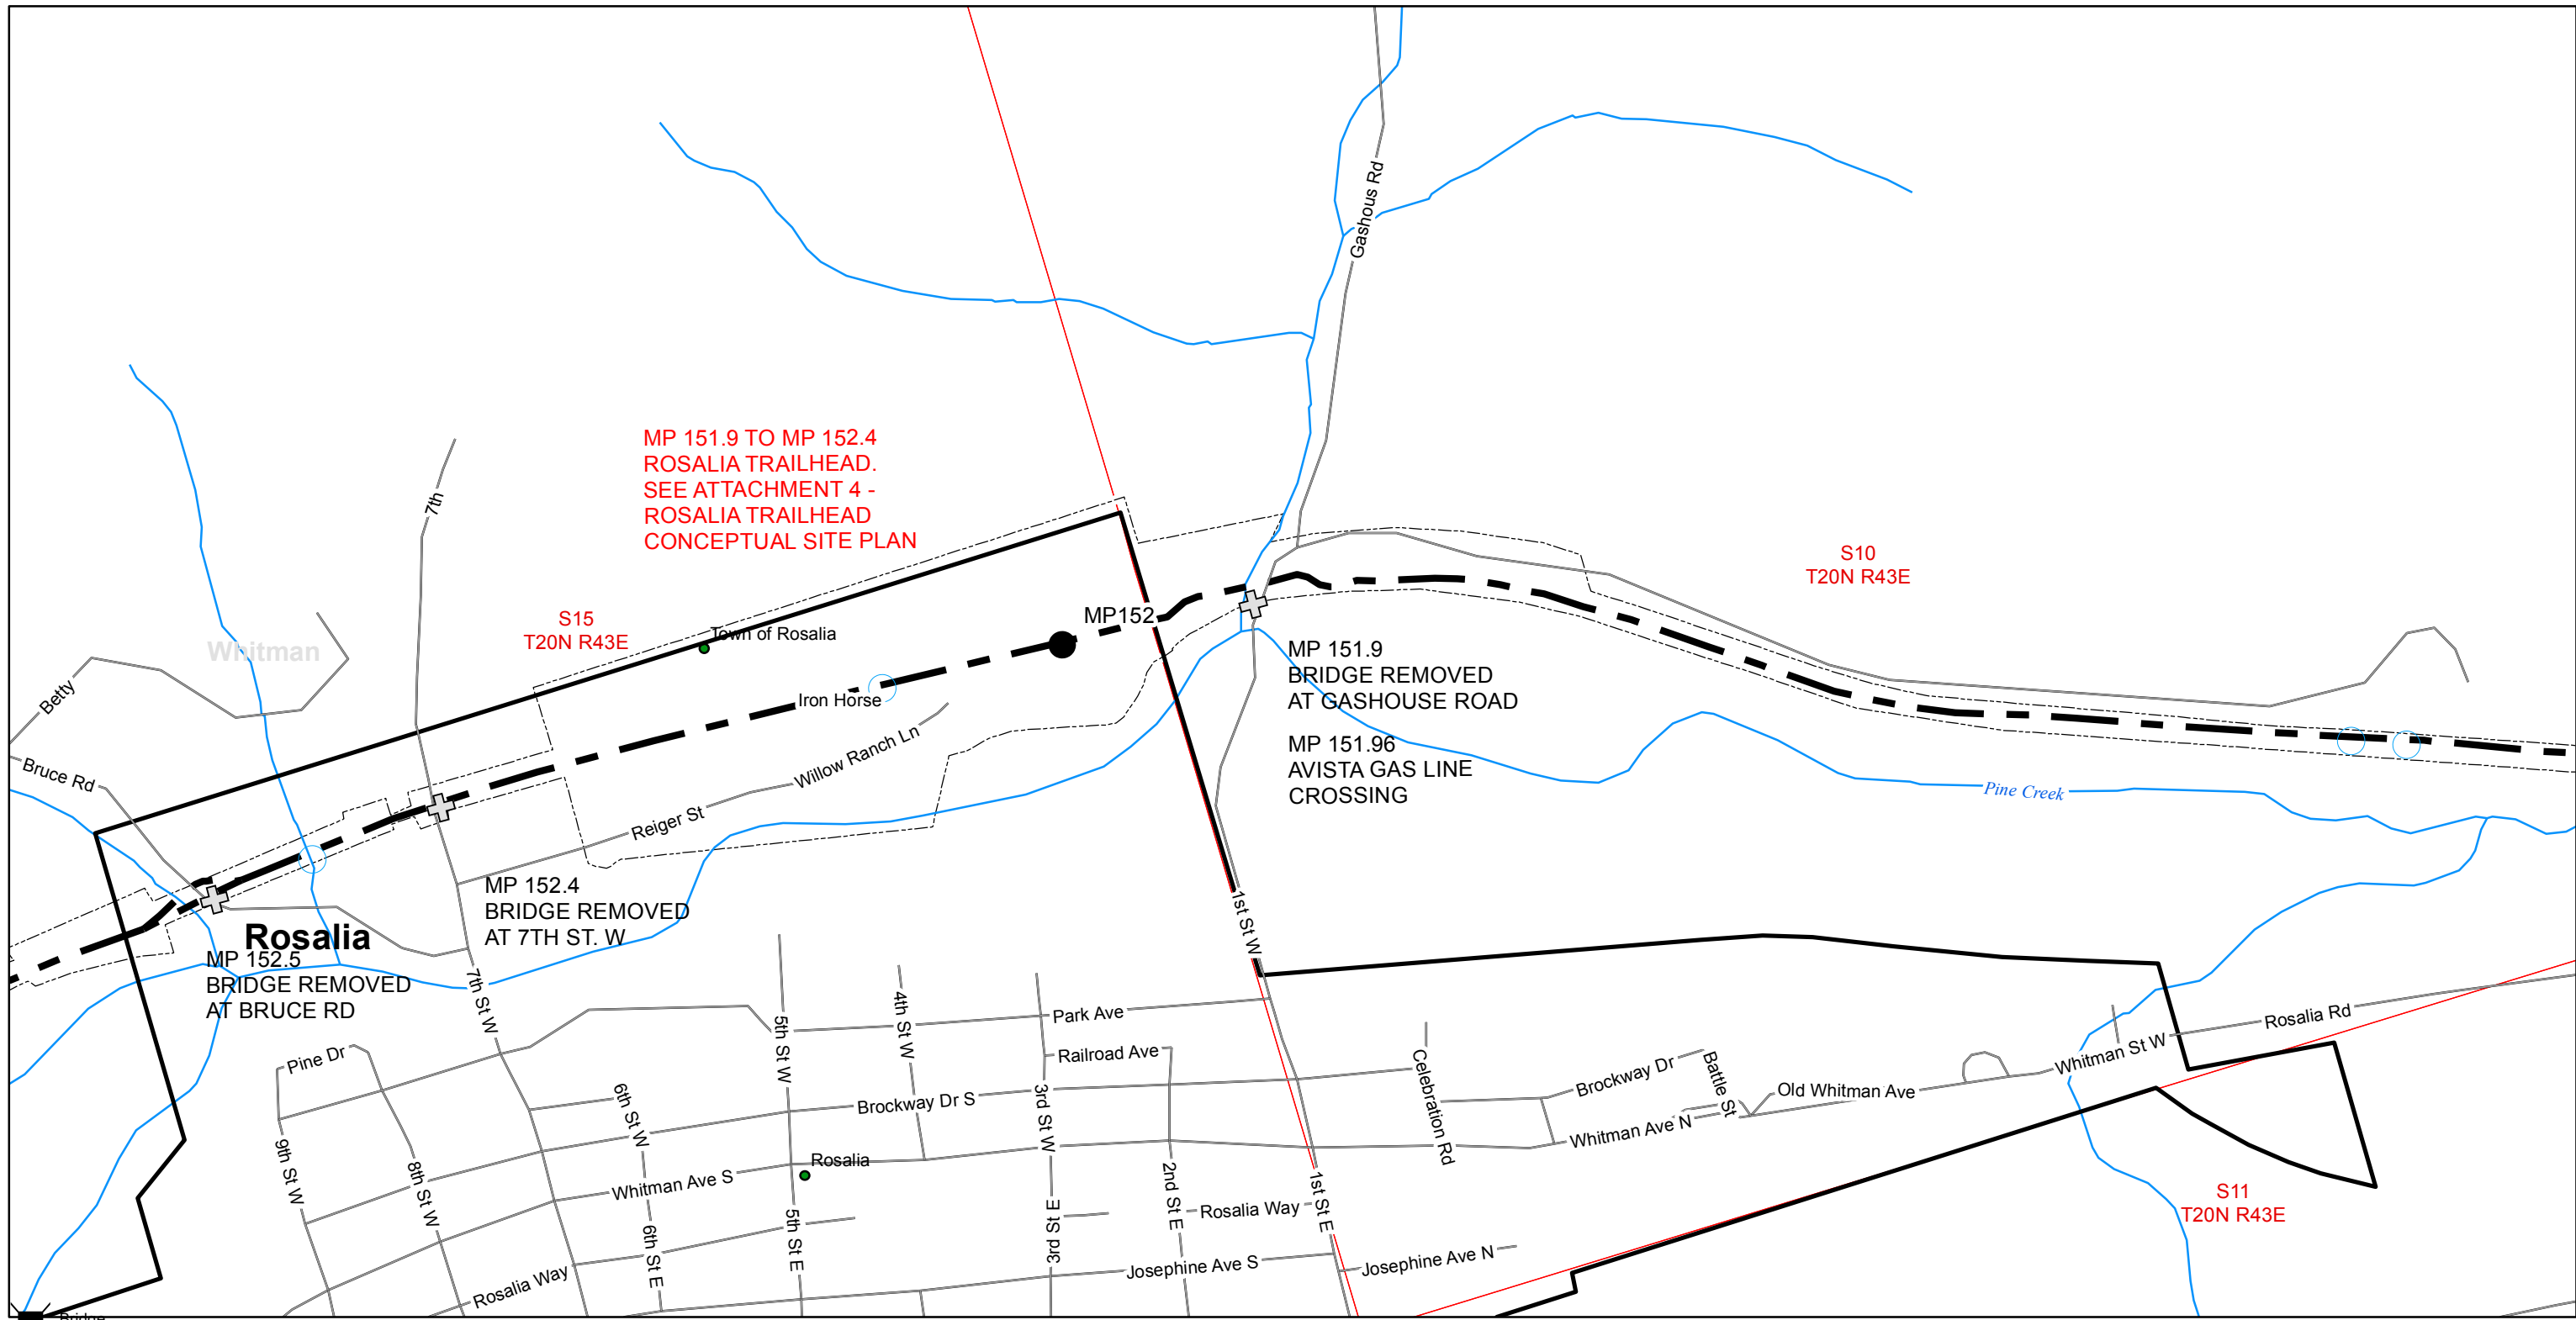 Gashous Rd
MP 151.9 TO MP 152.4
ROSALIA TRAILHEAD.
SEE ATTACHMENT 4 -
ROSALIA TRAILHEAD
CONCEPTUAL SITE PLAN
7th
S10
T20N R43E
S15
T20N R43E
Town of Rosalia
MP152
Whitman
Betty
Iron Horse
MP 151.9
BRIDGE REMOVED
AT GASHOUSE ROAD
MP 151.96
AVISTA GAS LINE
CROSSING
Bruce Rd
Willow Ranch Ln
Reiger St
Pine Creek
MP 152.4
BRIDGE REMOVED
AT 7TH ST. W
Rosalia
MP 152.5
BRIDGE REMOVED
AT BRUCE RD
1st St W
7th St W
5th St W
4th St W
Park Ave
Railroad Ave
Pine Dr
6th St W
Brockway Dr S
3rd St W
Celebration Rd
Brockway Dr
Battle St
Old Whitman Ave
Whitman St W
Rosalia Rd
Whitman Ave N
9th St W
8th St W
Whitman Ave S
Rosalia
2nd St E
Rosalia Way
1st St E
S11
T20N R43E
6th St E
5th St E
3rd St E
Rosalia Way
Josephine Ave S
Josephine Ave N
Bridge